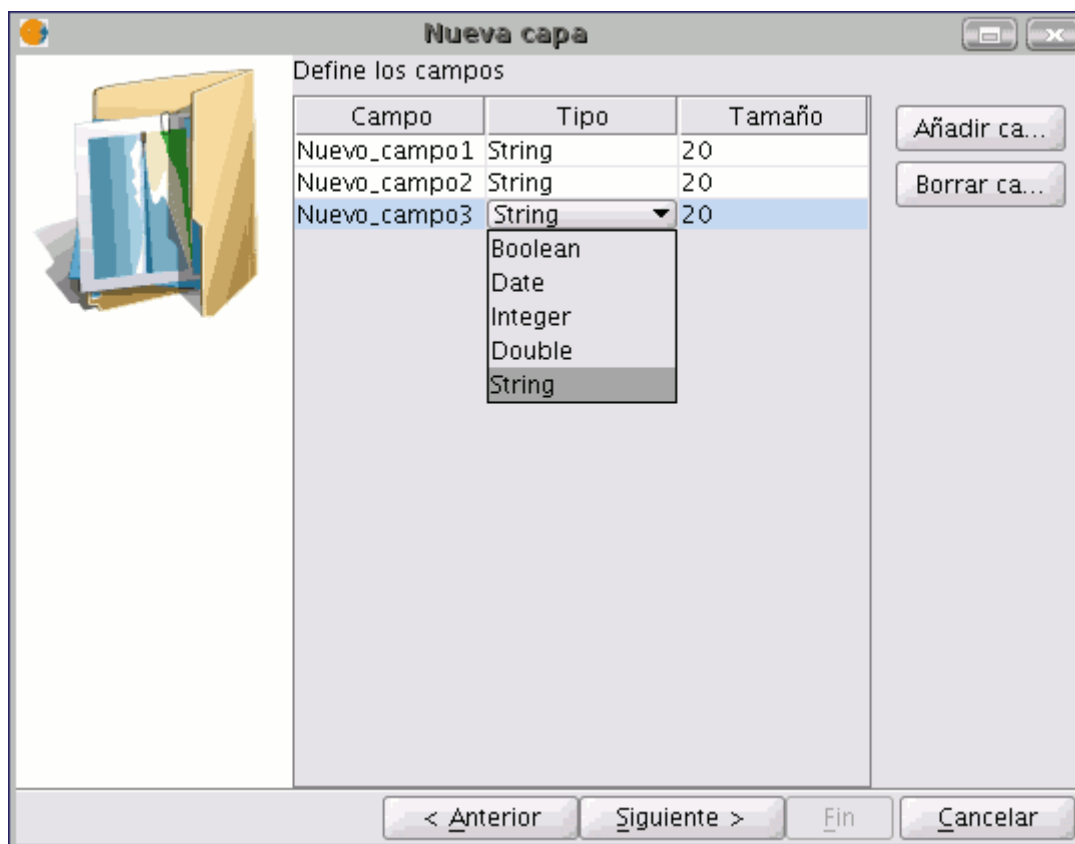 Nueva capa
Define los campos
Campo Tipo Tamaño
Nuevo_campo1 String 20
Nuevo_campo2 String 20
Nuevo_campo3 String 20
Boolean
Date
Integer
Double
String
Añadir ca...
Borrar ca...
< Anterior Siguiente > Fin Cancelar